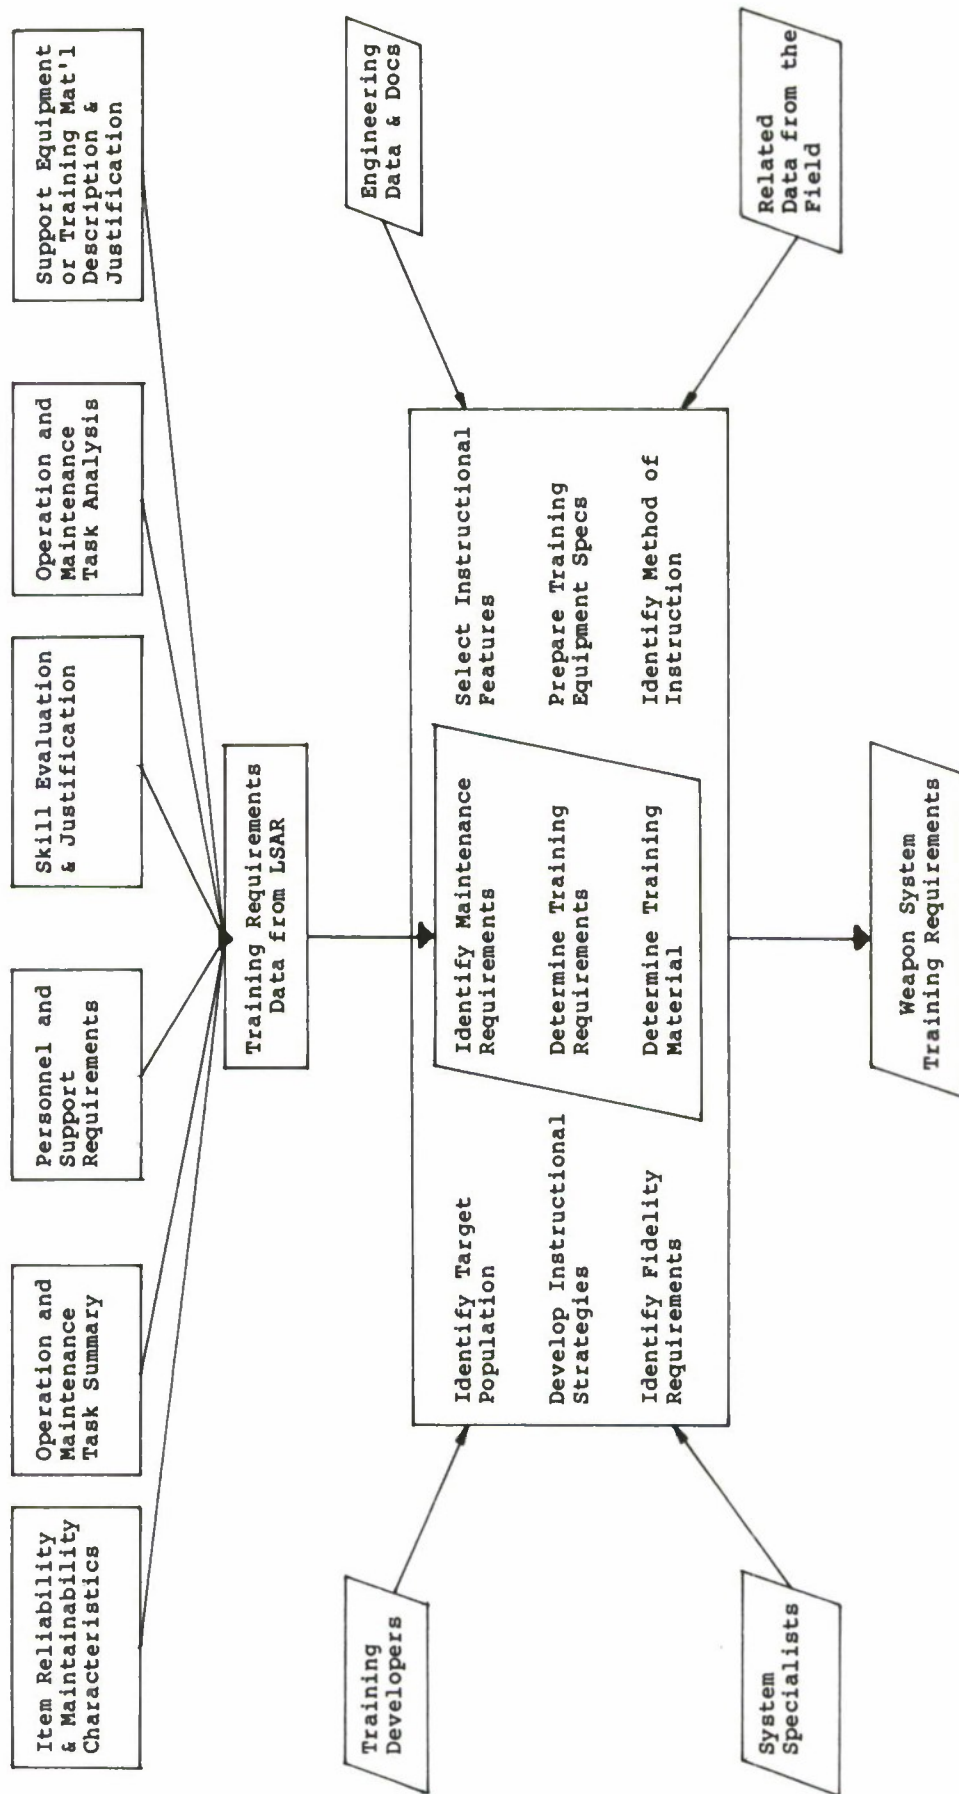 Item Reliability
& Maintainability
Characteristics
Operation and
Maintenance
Task Summary
Personnel and
Support
Requirements
Skill Evaluation
& Justification
Operation and
Maintenance
Task Analysis
Support Equipment
or Training Mat'l
Description &
Justification
Training Requirements
Data from LSAR
Training
Developers
Engineering
Data & Docs
Identify Target
Population
Develop Instructional
Strategies
Identify Fidelity
Requirements
Identify Maintenance
Requirements
Determine Training
Requirements
Determine Training
Material
Select Instructional
Features
Prepare Training
Equipment Specs
Identify Method of
Instruction
System
Specialists
Related
Data from the
Field
Weapon System
Training Requirements